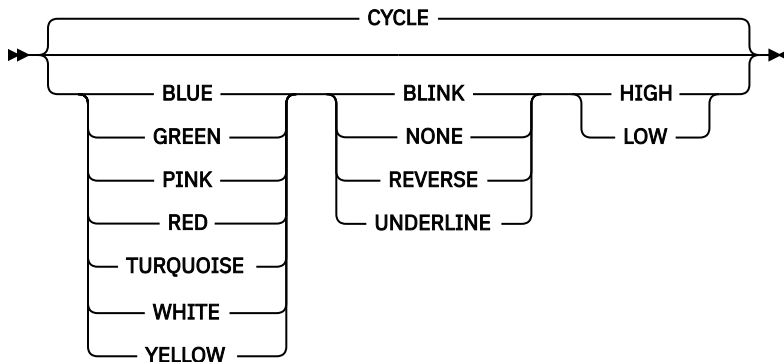 CYCLE
BLUE BLINK HIGH
GREEN NONE LOW
PINK REVERSE
RED UNDERLINE
TURQUOISE
WHITE
YELLOW